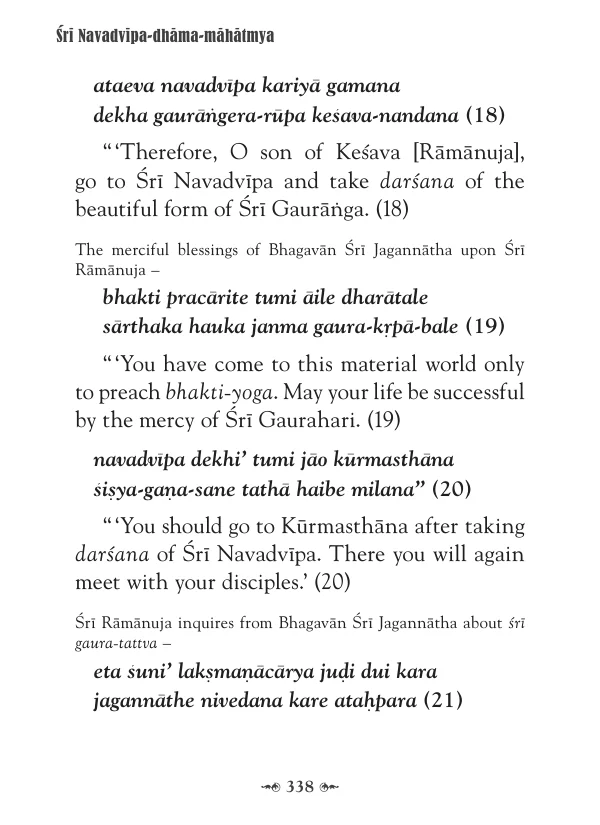 Śrī Navadvīpa-dhāma-māhātmya
ataeva navadvīpa kariyā gamana
dekha gaurāṅgera-rūpa keśava-nandana (18)
“ ‘Therefore, O son of Keśava [Rāmānuja],
go to Śrī Navadvīpa and take darśana of the
beautiful form of Śrī Gaurāṅga. (18)
The merciful blessings of Bhagavān Śrī Jagannātha upon Śrī
Rāmānuja –
bhakti pracārite tumi āile dharātale
sārthaka hauka janma gaura-kṛpā-bale (19)
“ ‘You have come to this material world only
to preach bhakti-yoga. May your life be successful
by the mercy of Śrī Gaurahari. (19)
navadvīpa dekhi’ tumi jāo kūrmasthāna
śiṣya-gaṇa-sane tathā haibe milana” (20)
“ ‘You should go to Kūrmasthāna after taking
darśana of Śrī Navadvīpa. There you will again
meet with your disciples.’ (20)
Śrī Rāmānuja inquires from Bhagavān Śrī Jagannātha about śrī
gaura-tattva –
eta śuni’ lakṣmaṇācārya juḍi dui kara
jagannāthe nivedana kare ataḥpara (21)
338